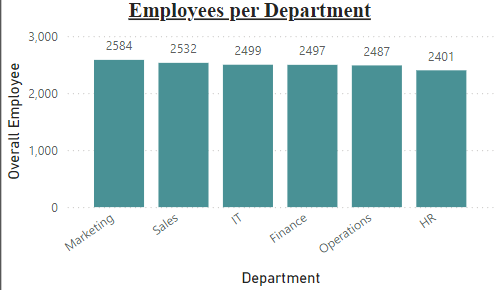 Employees per Department
3,000
2,000
1,000
0
Overall Employee
2584
2532
2499
2497
2487
2401
Marketing
Sales
IT
Finance
Operations
HR
Department